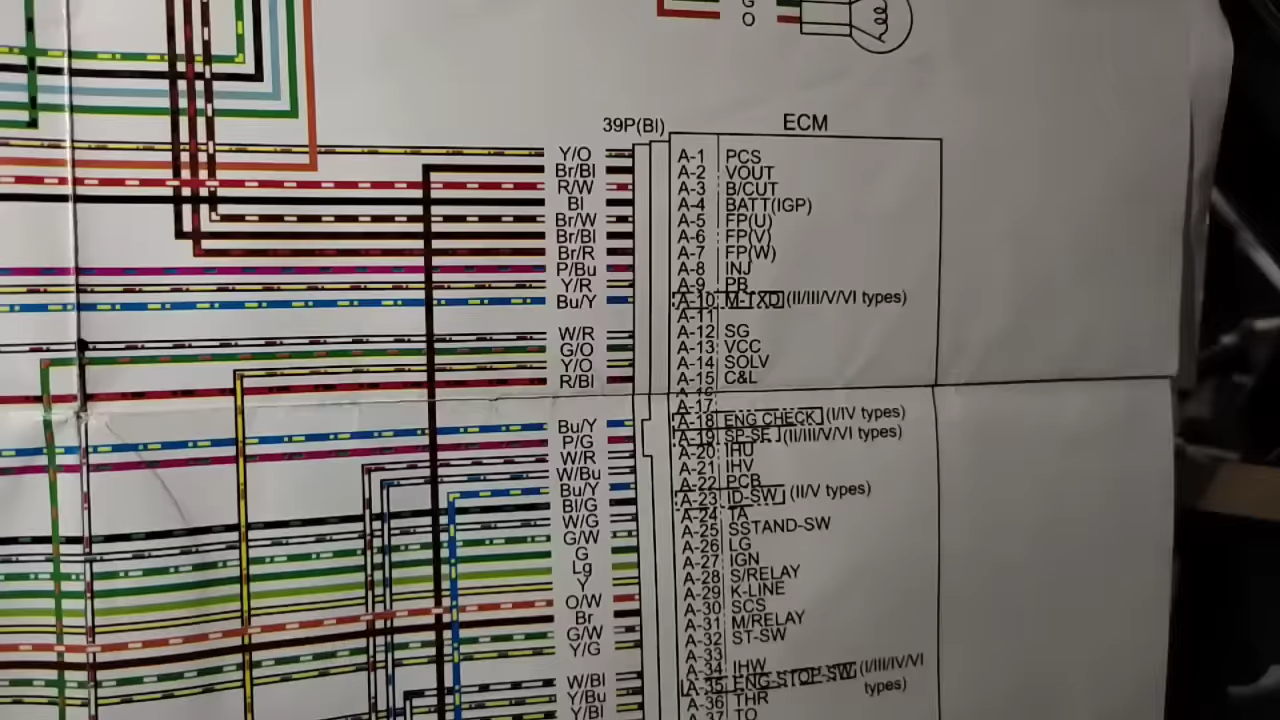 G
O
39P(Bl)
ECM
Y/O A-1 PCS
Br/Bl A-2 VOUT
R/W A-3 B/CUT
Bl A-4 BATT(IGP)
Br/W A-5 FP(U)
Br/Bl A-6 FP(V)
Br/R A-7 FP(W)
P/Bu A-8 INJ
Y/R A-9 PB
Bu/Y A-10 M-TXD (II/III/V/VI types)
A-11
W/R A-12 SG
G/O A-13 VCC
Y/O A-14 SOLV
R/Bl A-15 C&L
A-16
A-17
Bu/Y A-18 ENG CHECK (I/IV types)
P/G A-19 SP-SE (II/III/V/VI types)
W/R A-20 IHU
W/Bu A-21 IHV
Bu/Y A-22 PCB
Bl/G A-23 ID-SW (II/V types)
W/G A-24 TA
G/W A-25 SSTAND-SW
G A-26 LG
Lg A-27 IGN
Y A-28 S/RELAY
O/W A-29 K-LINE
Br A-30 SCS
G/W A-31 M/RELAY
Y/G A-32 ST-SW
A-33
W/Bl A-34 IHW
Y/Bu A-35 ENG-STOP-SW (I/III/IV/VI
types)
Y/Bl A-36 THR
A-37 TO